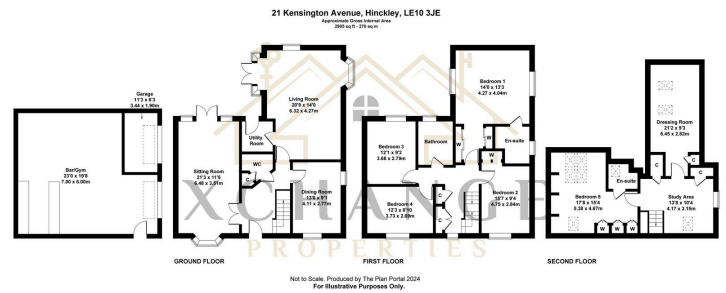 21 Kensington Avenue, Hinckley, LE10 3JE
Approximate Gross Internal Area
2905 sq ft - 270 sq m
Garage
11'3 x 6'3
3.44 x 1.90m
Bar/Gym
23'0 x 19'8
7.00 x 6.00m
Sitting Room
21'3 x 11'6
6.48 x 3.51m
Living Room
20'9 x 14'0
6.32 x 4.27m
Utility
Room
WC
C
Dining Room
13'6 x 9'1
4.11 x 2.77m
GROUND FLOOR
Bedroom 1
14'0 x 13'3
4.27 x 4.04m
Bedroom 3
12'1 x 9'2
3.68 x 2.79m
Bathroom
W
W
En-suite
W
Bedroom 4
12'3 x 8'10
3.73 x 2.69m
C
C
Bedroom 2
15'7 x 9'4
4.75 x 2.84m
FIRST FLOOR
Dressing Room
21'2 x 9'3
6.45 x 2.82m
En-suite
C
C
Bedroom 5
17'8 x 15'4
5.38 x 4.67m
W
W
W
Study Area
13'8 x 10'4
4.17 x 3.15m
C
SECOND FLOOR
XCHANGE
PROPERTIES
Not to Scale. Produced by The Plan Portal 2024
For Illustrative Purposes Only.